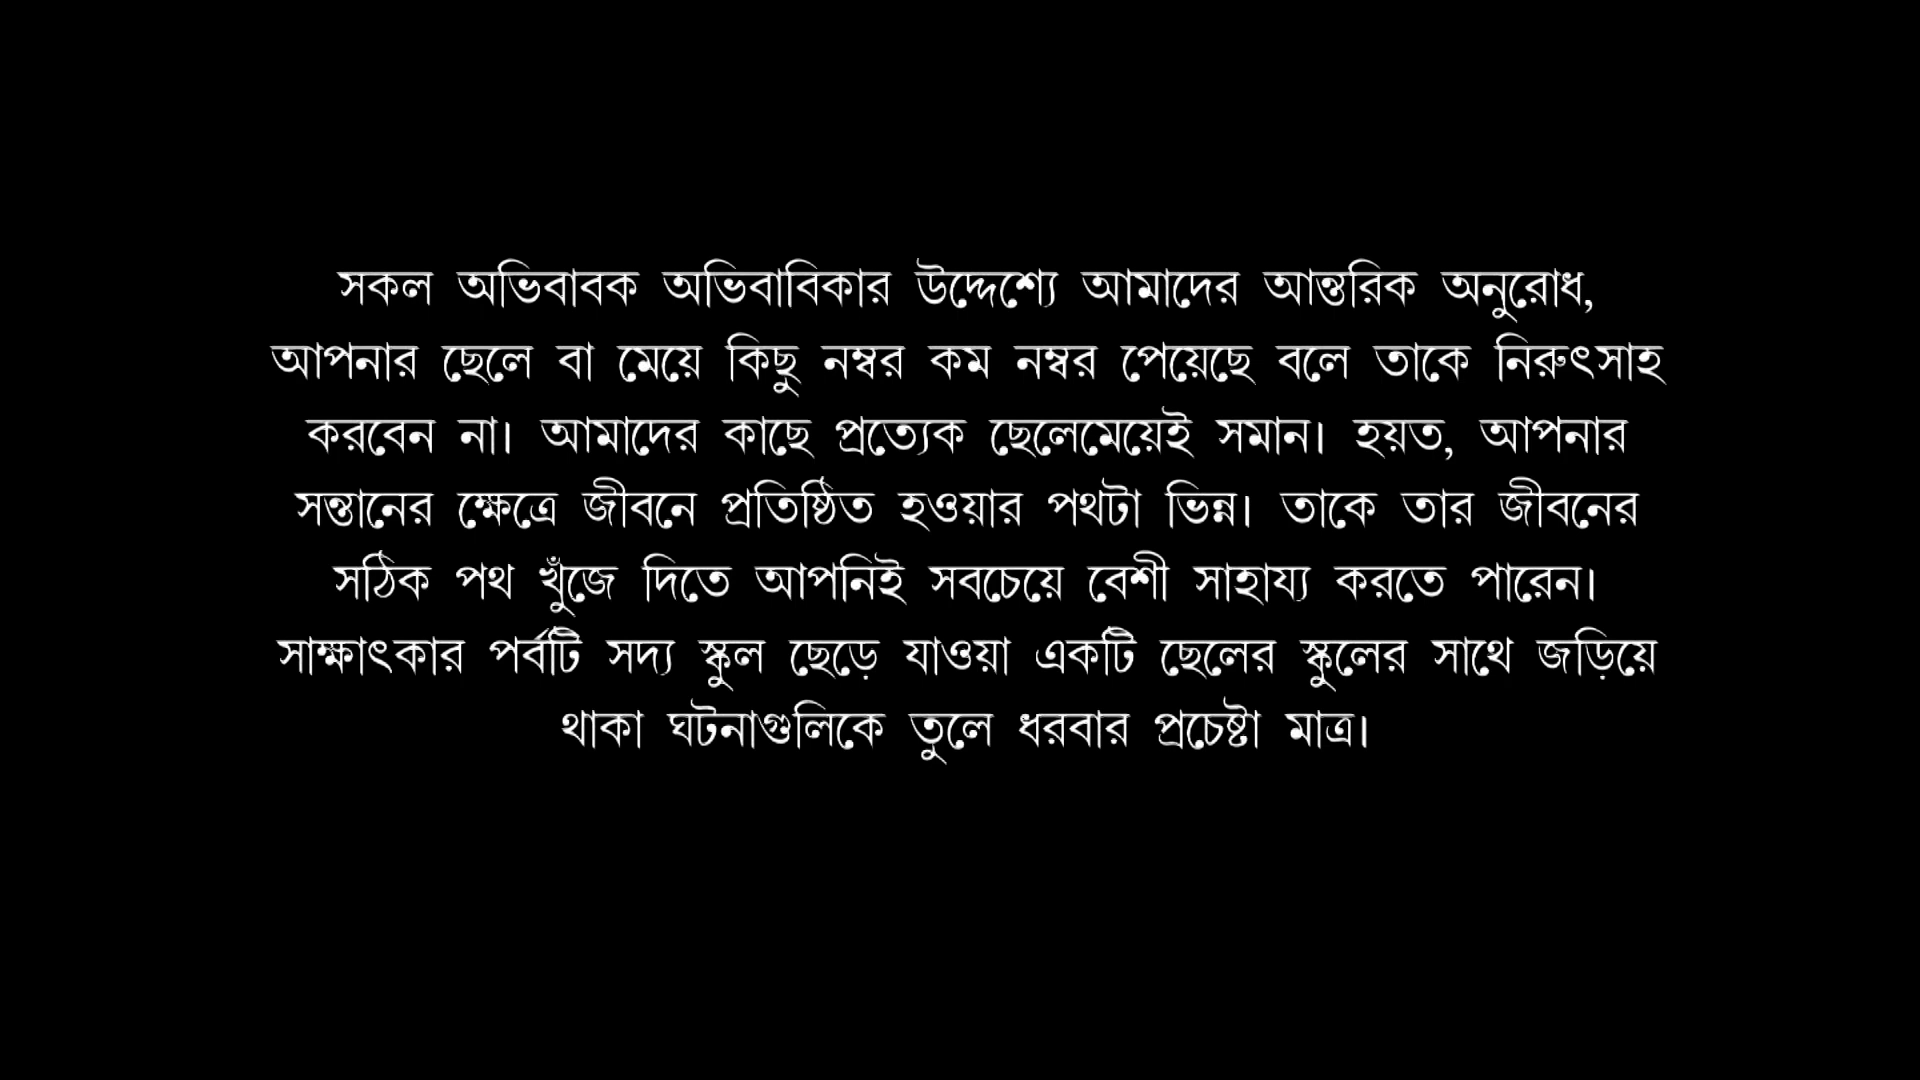 সকল অভিবাবক অভিবাবিকার উদ্দেশ্যে আমাদের আন্তরিক অনুরোধ,
আপনার ছেলে বা মেয়ে কিছু নম্বর কম নম্বর পেয়েছে বলে তাকে নিরুৎসাহ
করবেন না। আমাদের কাছে প্রত্যেক ছেলেমেয়েই সমান। হয়ত, আপনার
সন্তানের ক্ষেত্রে জীবনে প্রতিষ্ঠিত হওয়ার পথটা ভিন্ন। তাকে তার জীবনের
সঠিক পথ খুঁজে দিতে আপনিই সবচেয়ে বেশী সাহায্য করতে পারেন।
সাক্ষাৎকার পর্বটি সদ্য স্কুল ছেড়ে যাওয়া একটি ছেলের স্কুলের সাথে জড়িয়ে
থাকা ঘটনাগুলিকে তুলে ধরবার প্রচেষ্টা মাত্র।